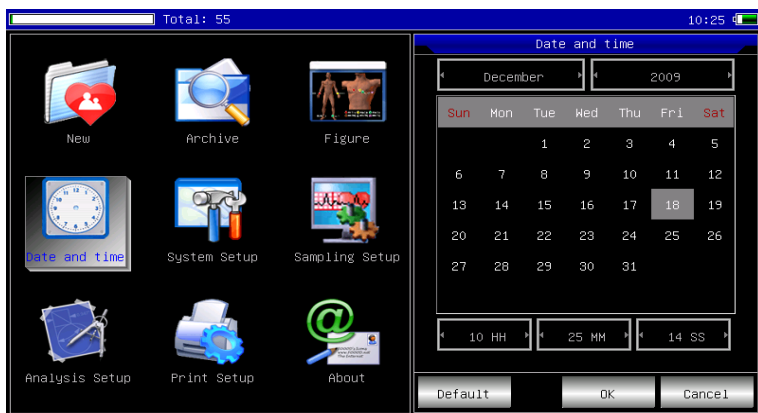 Total: 55
10:25
New
Archive
Figure
Date and time
System Setup
Sampling Setup
Analysis Setup
Print Setup
About
Date and time
December
2009
Sun Mon Tue Wed Thu Fri Sat
1 2 3 4 5
6 7 8 9 10 11 12
13 14 15 16 17 18 19
20 21 22 23 24 25 26
27 28 29 30 31
10 HH 25 MM 14 SS
Default OK Cancel